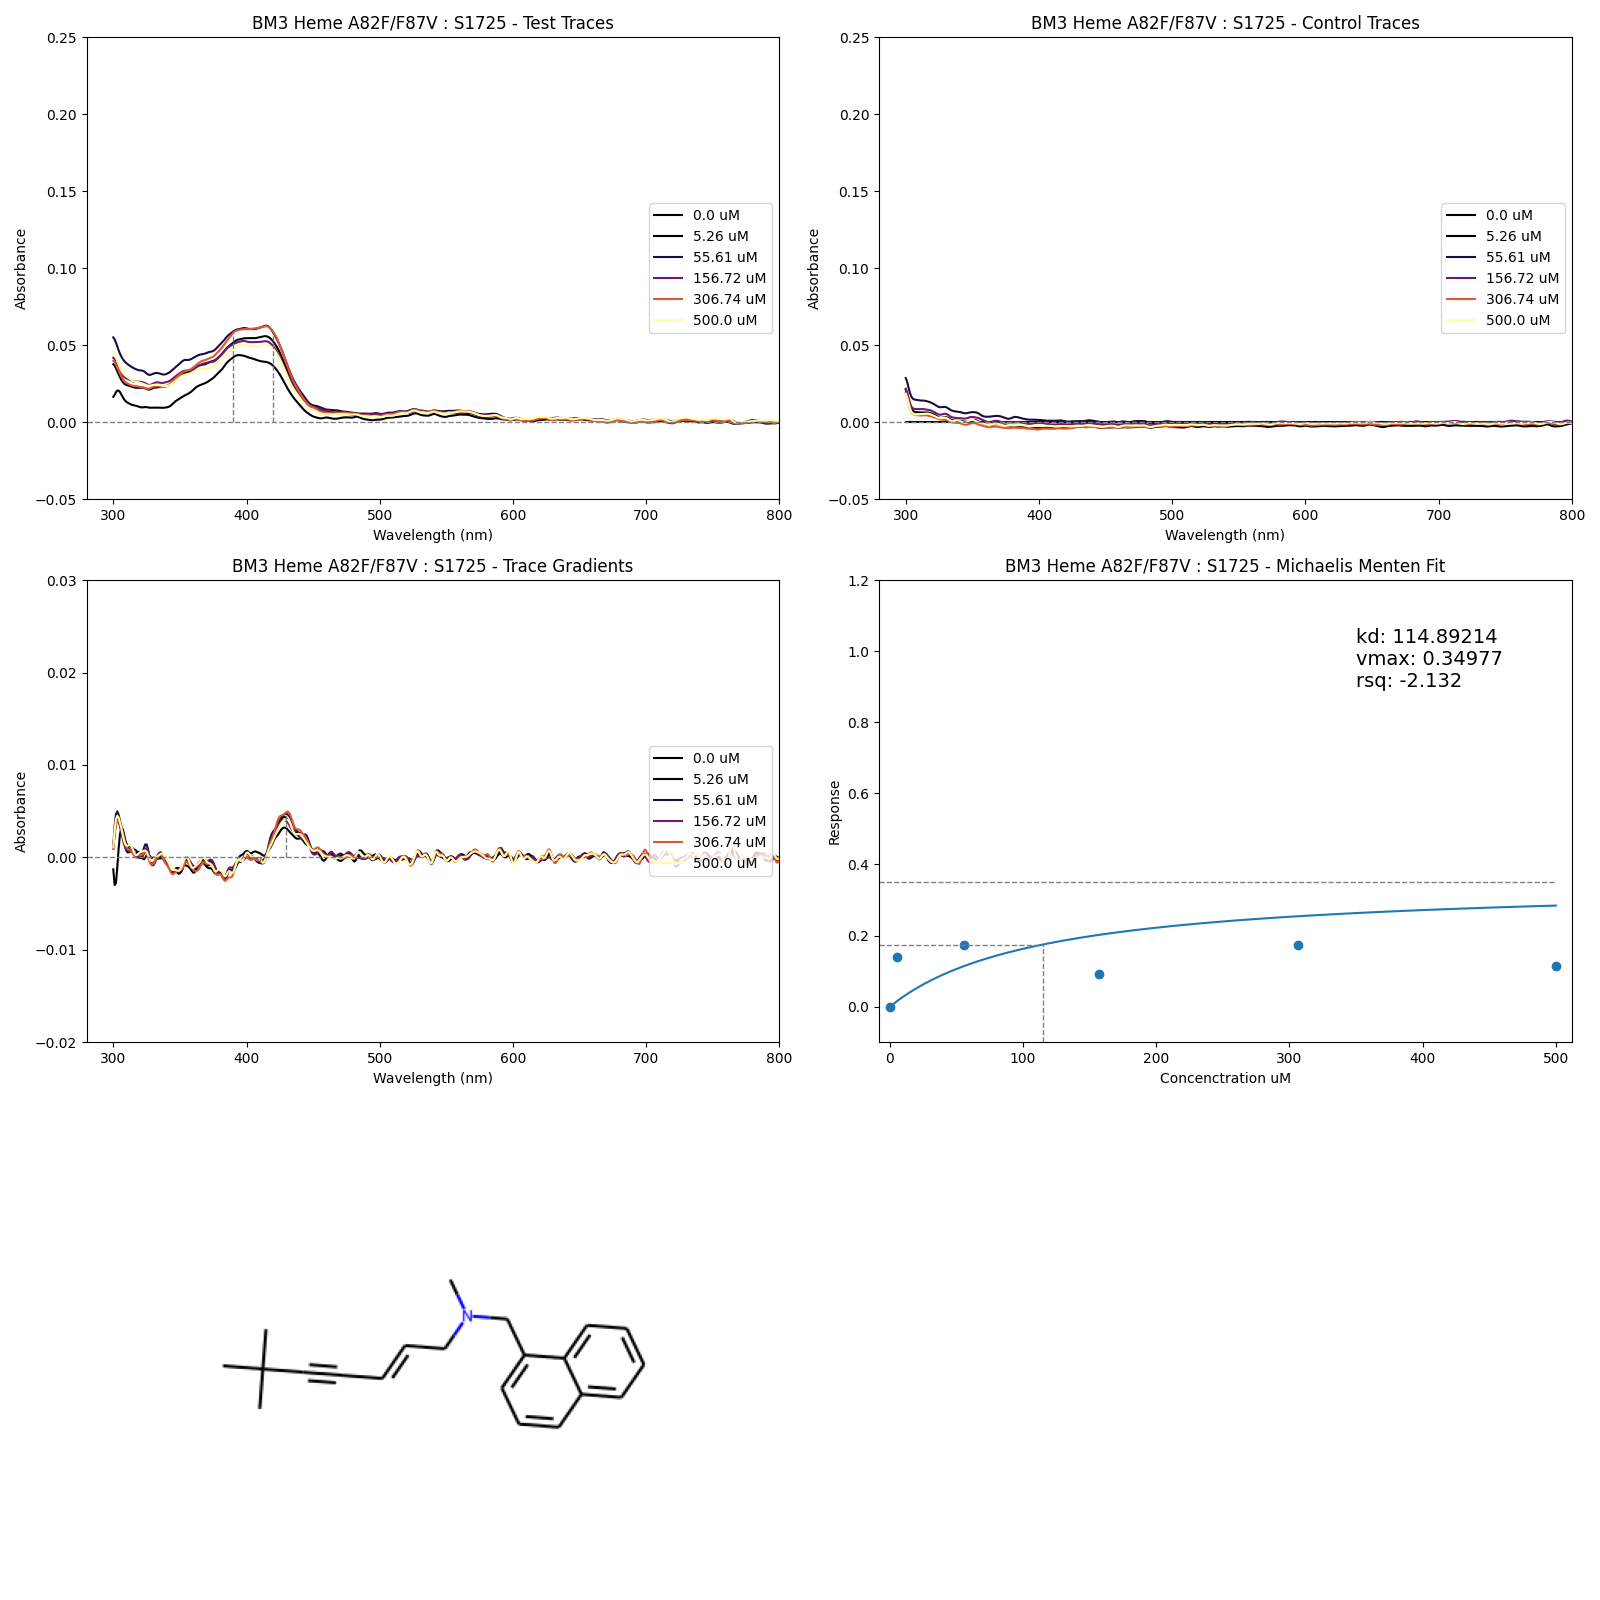 BM3 Heme A82F/F87V : S1725 - Test Traces
0.25
0.20
0.15
0.10
0.05
0.00
−0.05
Absorbance
300 400 500 600 700 800
Wavelength (nm)
0.0 uM
5.26 uM
55.61 uM
156.72 uM
306.74 uM
500.0 uM
BM3 Heme A82F/F87V : S1725 - Control Traces
0.25
0.20
0.15
0.10
0.05
0.00
−0.05
Absorbance
300 400 500 600 700 800
Wavelength (nm)
0.0 uM
5.26 uM
55.61 uM
156.72 uM
306.74 uM
500.0 uM
BM3 Heme A82F/F87V : S1725 - Trace Gradients
0.03
0.02
0.01
0.00
−0.01
−0.02
Absorbance
300 400 500 600 700 800
Wavelength (nm)
0.0 uM
5.26 uM
55.61 uM
156.72 uM
306.74 uM
500.0 uM
BM3 Heme A82F/F87V : S1725 - Michaelis Menten Fit
1.2
1.0
0.8
0.6
0.4
0.2
0.0
Response
kd: 114.89214
vmax: 0.34977
rsq: -2.132
0 100 200 300 400 500
Concenctration uM
N